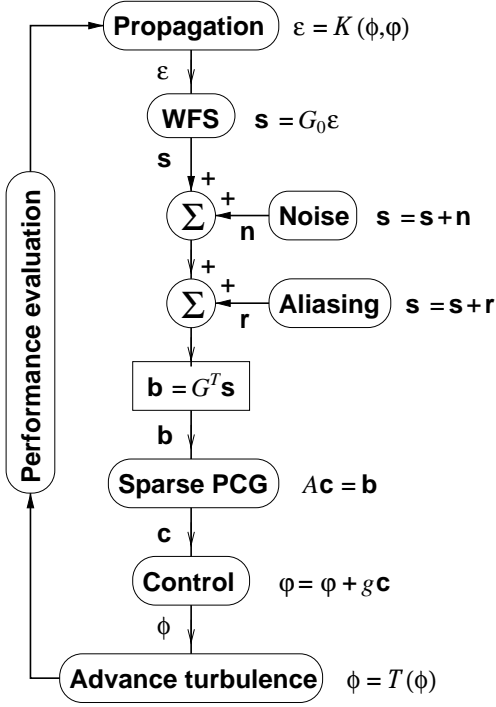 Propagation ε = K(ϕ,φ)
ε
WFS s = G₀ε
s
+
+
Σ
n
Noise s = s + n
+
+
Σ
r
Aliasing s = s + r
b = Gᵀs
b
Sparse PCG Ac = b
c
Control φ = φ + gc
ϕ
Advance turbulence ϕ = T(ϕ)
Performance evaluation